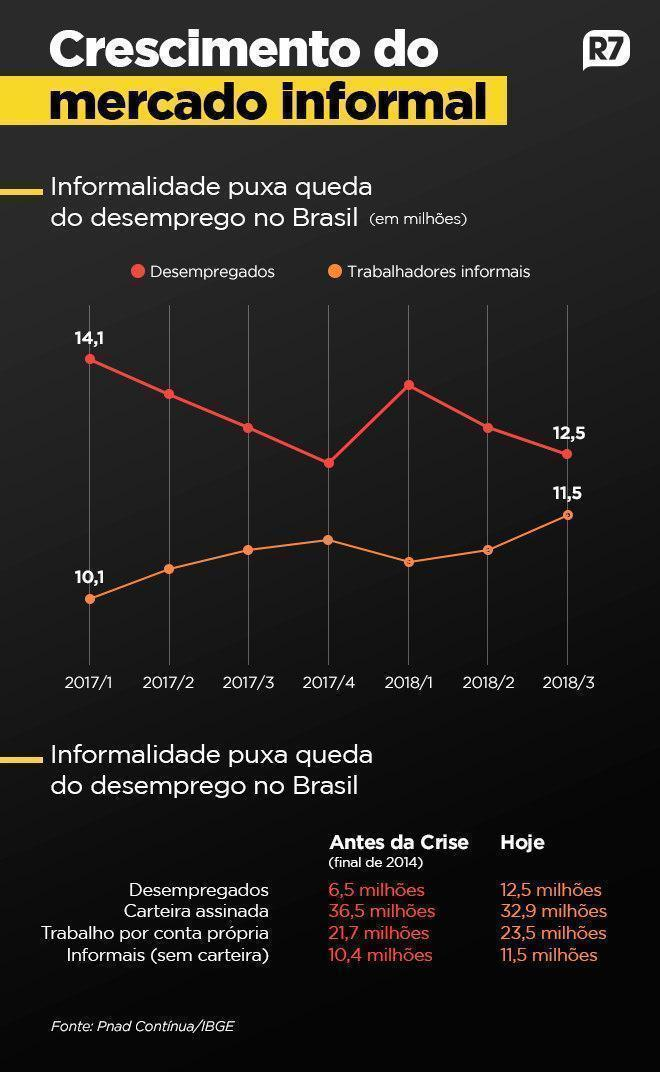 Crescimento do
mercado informal
R7
Informalidade puxa queda
do desemprego no Brasil (em milhões)
Desempregados Trabalhadores informais
14,1
12,5
11,5
10,1
2017/1 2017/2 2017/3 2017/4 2018/1 2018/2 2018/3
Informalidade puxa queda
do desemprego no Brasil
Antes da Crise Hoje
(final de 2014)
Desempregados 6,5 milhões 12,5 milhões
Carteira assinada 36,5 milhões 32,9 milhões
Trabalho por conta própria 21,7 milhões 23,5 milhões
Informais (sem carteira) 10,4 milhões 11,5 milhões
Fonte: Pnad Contínua/IBGE